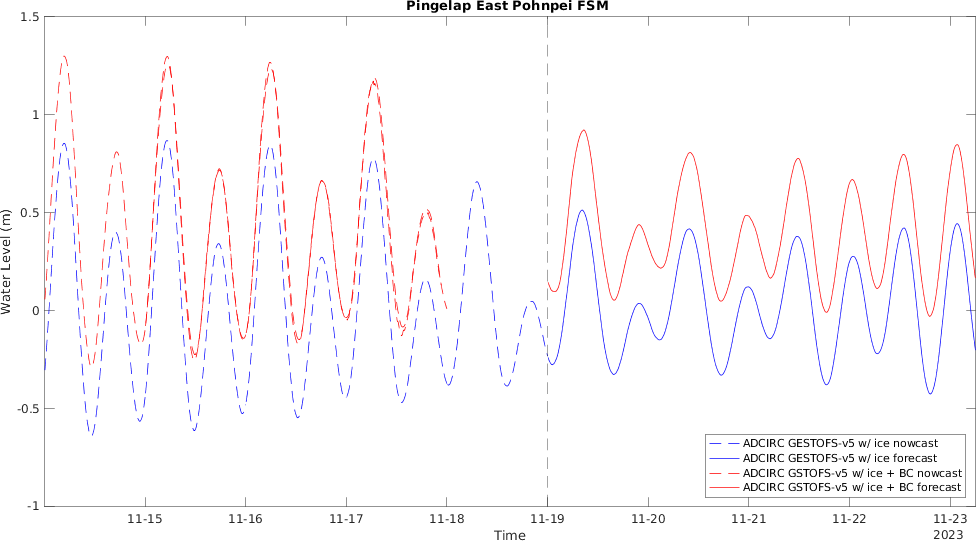 Pingelap East Pohnpei FSM
1.5
1
0.5
0
-0.5
-1
Water Level (m)
11-15
11-16
11-17
11-18
11-19
11-20
11-21
11-22
11-23
Time
2023
ADCIRC GESTOFS-v5 w/ ice nowcast
ADCIRC GESTOFS-v5 w/ ice forecast
ADCIRC GSTOFS-v5 w/ ice + BC nowcast
ADCIRC GSTOFS-v5 w/ ice + BC forecast